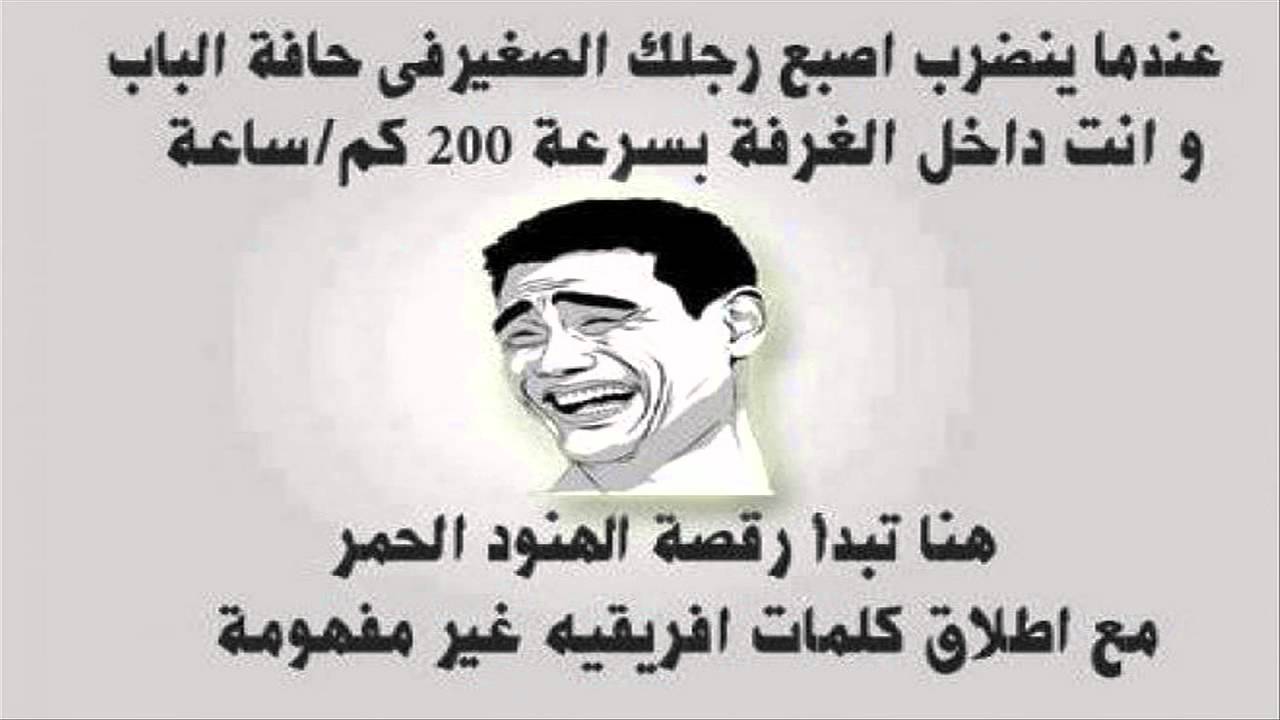 عندما ينضرب اصبع رجلك الصغيرفى حافة الباب
و انت داخل الغرفة بسرعة 200 كم/ساعة
هنا تبدأ رقصة الهنود الحمر
مع اطلاق كلمات افريقيه غير مفهومة